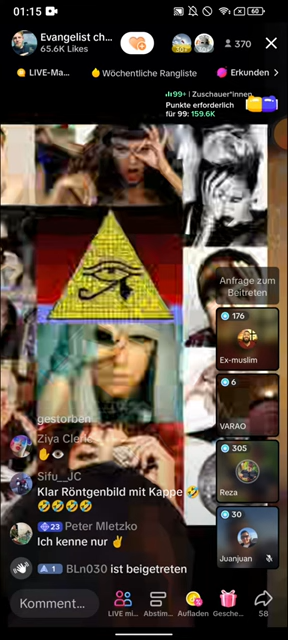 01:15
60
Evangelist ch...
65.6K Likes
370
LIVE-Ma...
Wöchentliche Rangliste
Erkunden
99+
Zuschauer*innen
Punkte erforderlich
für 99: 159.6K
Anfrage zum
Beitreten
176
Ex-muslim
6
VARAO
305
Reza
30
Juanjuan
gestorben
Ziya Cleric
✋👁️
Sifu__JC
🤣🤣🤣
Klar Röntgenbild mit Kappe 🤣
23 Peter Mletzko
Ich kenne nur ✌️
1 BLn030 ist beigetreten
Komment...
LIVE mi...
Abstim...
Aufladen
Gesche...
58